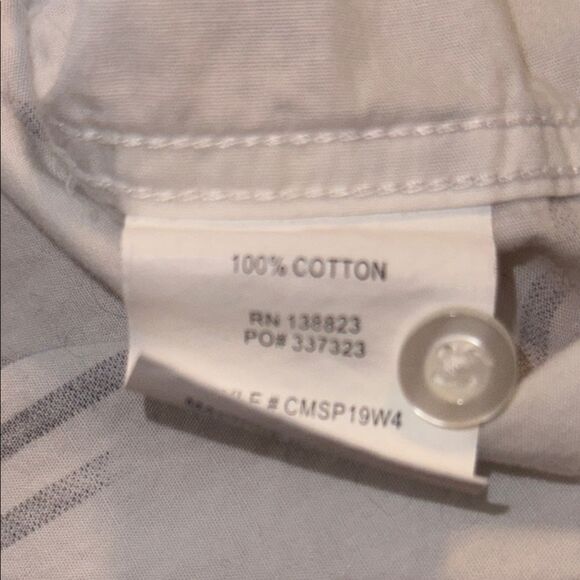 100% COTTON
RN 138823
PO# 337323
# CMSP19W4